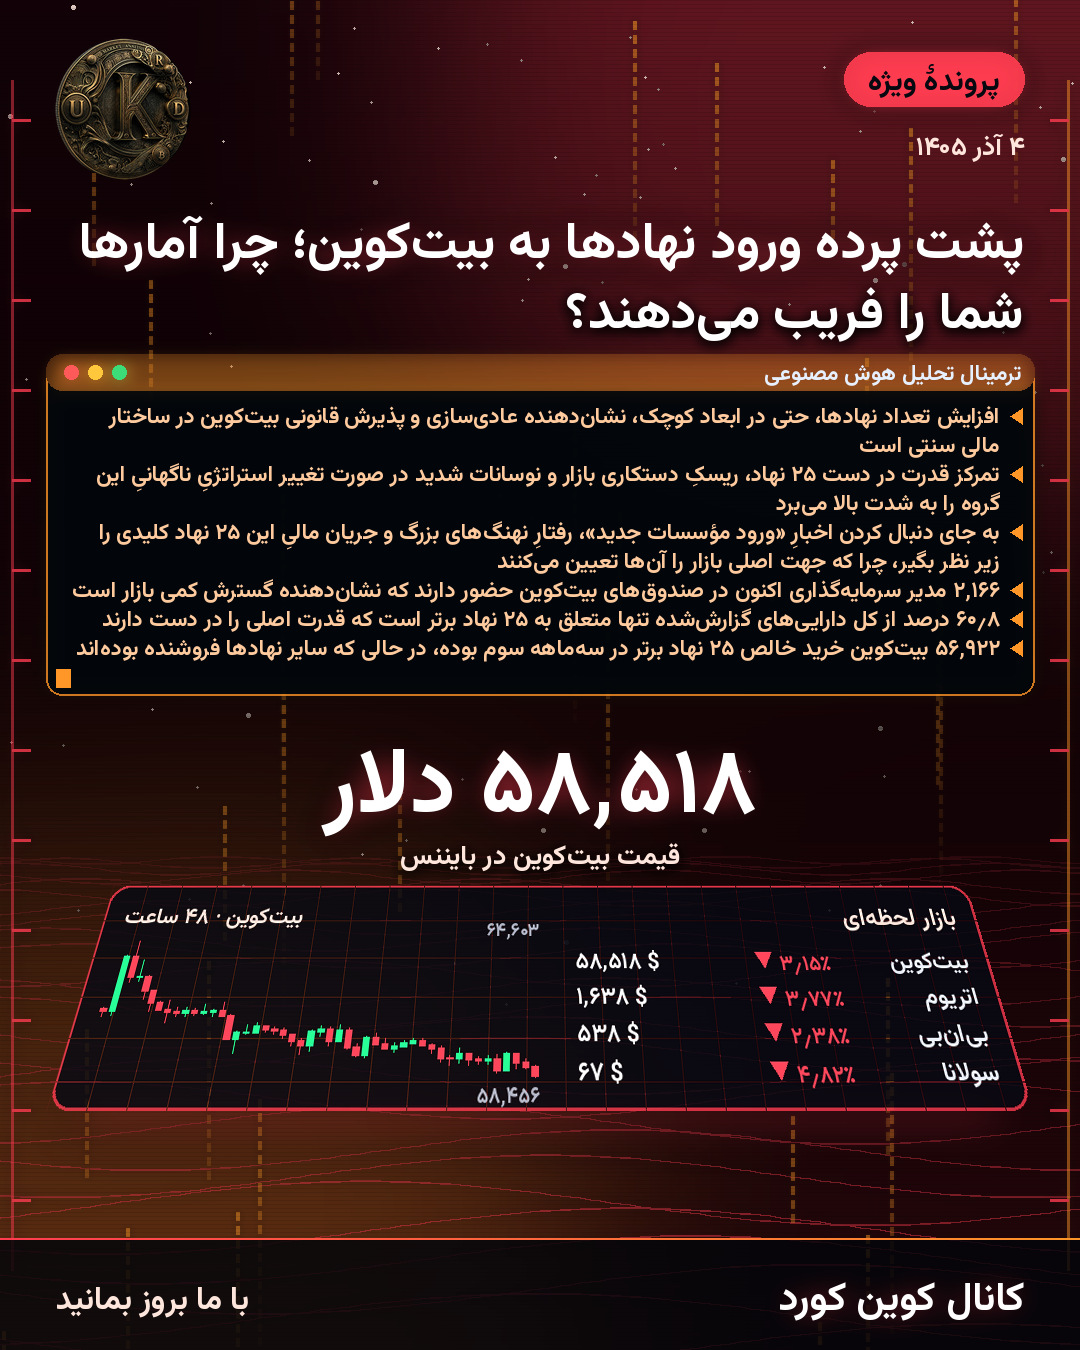 پروندهٔ ویژه
۴ آذر ۱۴۰۵
پشت پرده ورود نهادها به بیت‌کوین؛ چرا آمارها
شما را فریب می‌دهند؟
ترمینال تحلیل هوش مصنوعی
افزایش تعداد نهادها، حتی در ابعاد کوچک، نشان‌دهنده عادی‌سازی و پذیرش قانونی بیت‌کوین در ساختار
مالی سنتی است
تمرکز قدرت در دست ۲۵ نهاد، ریسکِ دستکاری بازار و نوسانات شدید در صورت تغییر استراتژیِ ناگهانیِ این
گروه را به شدت بالا می‌برد
به جای دنبال کردن اخبارِ «ورود مؤسسات جدید»، رفتارِ نهنگ‌های بزرگ و جریان مالیِ این ۲۵ نهاد کلیدی را
زیر نظر بگیر، چرا که جهت اصلی بازار را آن‌ها تعیین می‌کنند
۲,۱۶۶ مدیر سرمایه‌گذاری اکنون در صندوق‌های بیت‌کوین حضور دارند که نشان‌دهنده گسترش کمی بازار است
۶۰٫۸ درصد از کل دارایی‌های گزارش‌شده تنها متعلق به ۲۵ نهاد برتر است که قدرت اصلی را در دست دارند
۵۶,۹۲۲ بیت‌کوین خرید خالص ۲۵ نهاد برتر در سه‌ماهه سوم بوده، در حالی که سایر نهادها فروشنده بوده‌اند
۵۸,۵۱۸ دلار
قیمت بیت‌کوین در بایننس
بازار لحظه‌ای
بیت‌کوین ۳٫۱۵٪ ۵۸,۵۱۸ $
اتریوم ۳٫۷۷٪ ۱,۶۳۸ $
بی‌ان‌بی ۲٫۳۸٪ ۵۳۸ $
سولانا ۴٫۸۲٪ ۶۷ $
بیت‌کوین · ۴۸ ساعت
۶۴,۶۰۳
۵۸,۴۵۶
کانال کوین کورد
با ما بروز بمانید